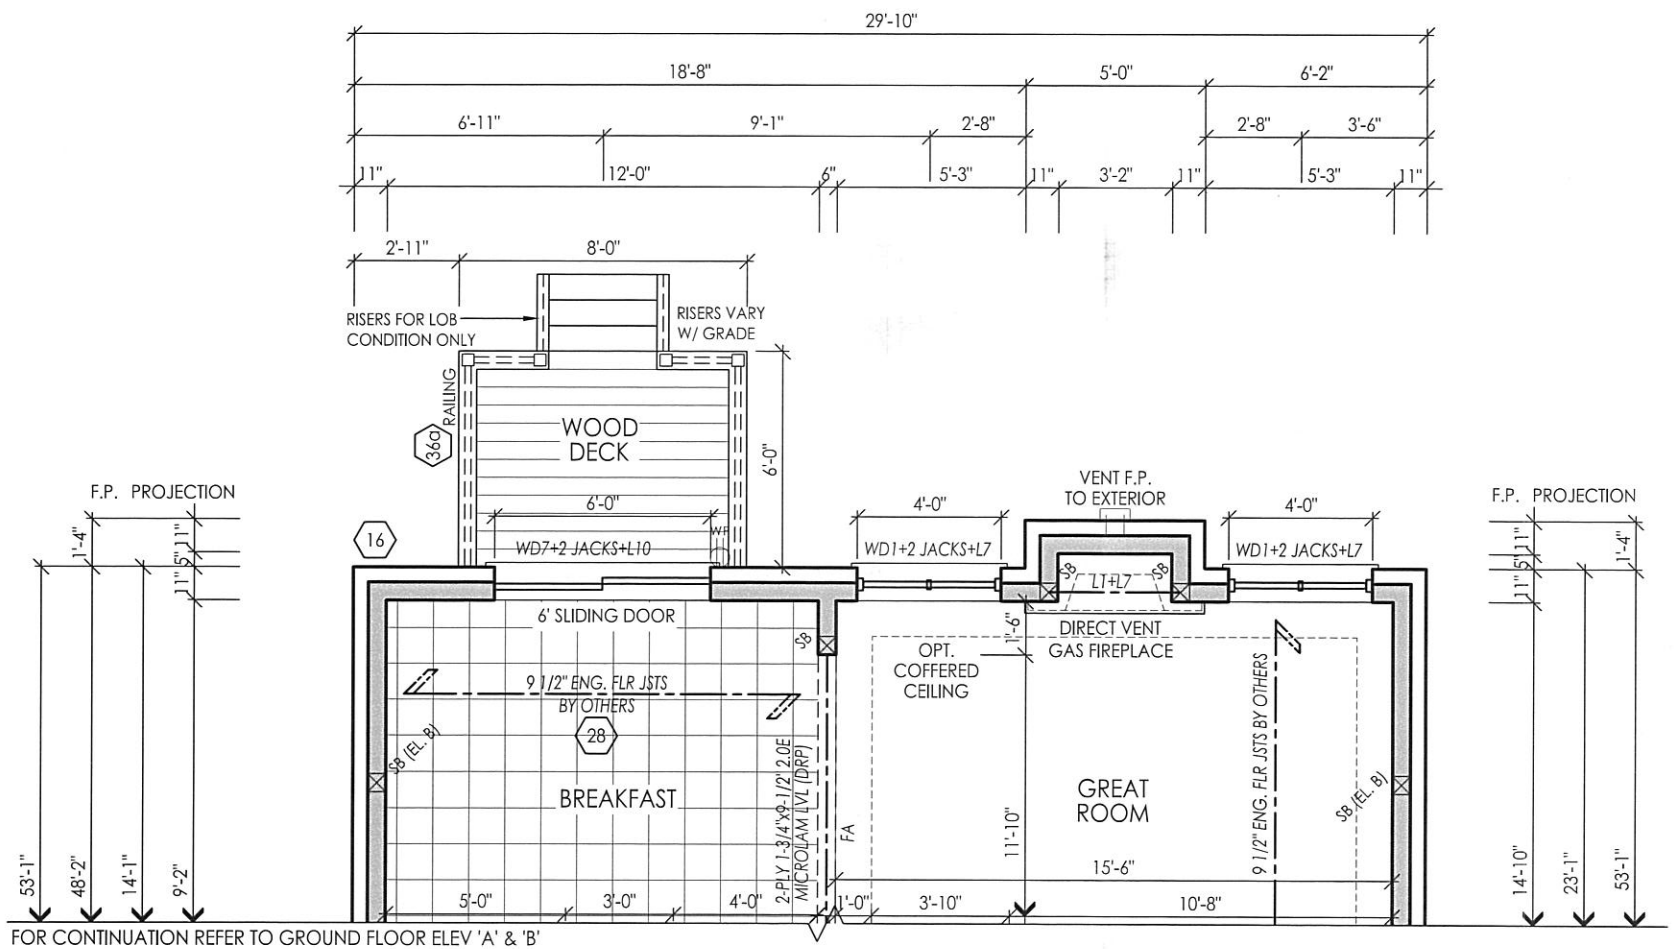 29'-10"
18'-8" 5'-0" 6'-2"
6'-11" 9'-1" 2'-8" 2'-8" 3'-6"
11" 12'-0" 6" 5'-3" 11" 3'-2" 11" 5'-3" 11"
2'-11" 8'-0"
RISERS FOR LOB
CONDITION ONLY
RISERS VARY
W/ GRADE
RAILING
36a
WOOD
DECK
6'-0"
6'-0"
WF
WD7+2 JACKS+L10
16
F.P. PROJECTION
1'-4"
11"
5"
11"
53'-1"
48'-2"
14'-1"
9'-2"
4'-0"
WD1+2 JACKS+L7
VENT F.P.
TO EXTERIOR
4'-0"
WD1+2 JACKS+L7
SB
SB
L1+L7
F.P. PROJECTION
11"
5"
11"
1'-4"
14'-10"
23'-1"
53'-1"
6' SLIDING DOOR
SB
9 1/2" ENG. FLR JSTS
BY OTHERS
28
SB (EL. B)
BREAKFAST
2-PLY 1-3/4"x9-1/2' 2.0E
MICROLAM LVL (DRP)
FA
1'-6"
DIRECT VENT
GAS FIREPLACE
OPT.
COFFERED
CEILING
11'-10"
GREAT
ROOM
9 1/2" ENG. FLR JSTS BY OTHERS
SB (EL. B)
15'-6"
5'-0" 3'-0" 4'-0" 1'-0" 3'-10" 10'-8"
FOR CONTINUATION REFER TO GROUND FLOOR ELEV 'A' & 'B'